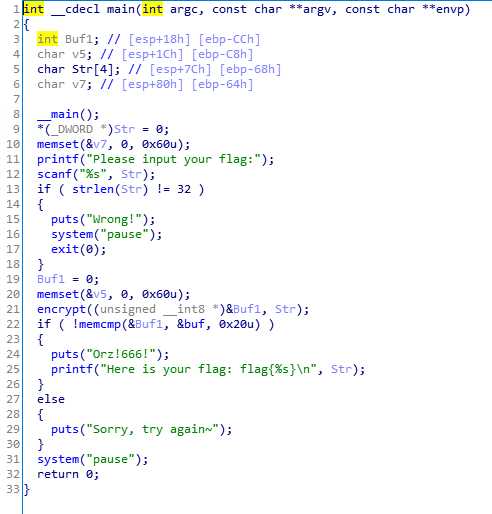 1 int __cdecl main(int argc, const char **argv, const char **envp)
2 {
3   int Buf1; // [esp+18h] [ebp-CCh]
4   char v5; // [esp+1Ch] [ebp-C8h]
5   char Str[4]; // [esp+7Ch] [ebp-68h]
6   char v7; // [esp+80h] [ebp-64h]
7
8   __main();
9   *(_DWORD *)Str = 0;
10   memset(&v7, 0, 0x60u);
11   printf("Please input your flag:");
12   scanf("%s", Str);
13   if ( strlen(Str) != 32 )
14   {
15     puts("Wrong!");
16     system("pause");
17     exit(0);
18   }
19   Buf1 = 0;
20   memset(&v5, 0, 0x60u);
21   encrypt((unsigned __int8 *)&Buf1, Str);
22   if ( !memcmp(&Buf1, &buf, 0x20u) )
23   {
24     puts("Orz!666!");
25     printf("Here is your flag: flag{%s}\n", Str);
26   }
27   else
28   {
29     puts("Sorry, try again~");
30   }
31   system("pause");
32   return 0;
33 }